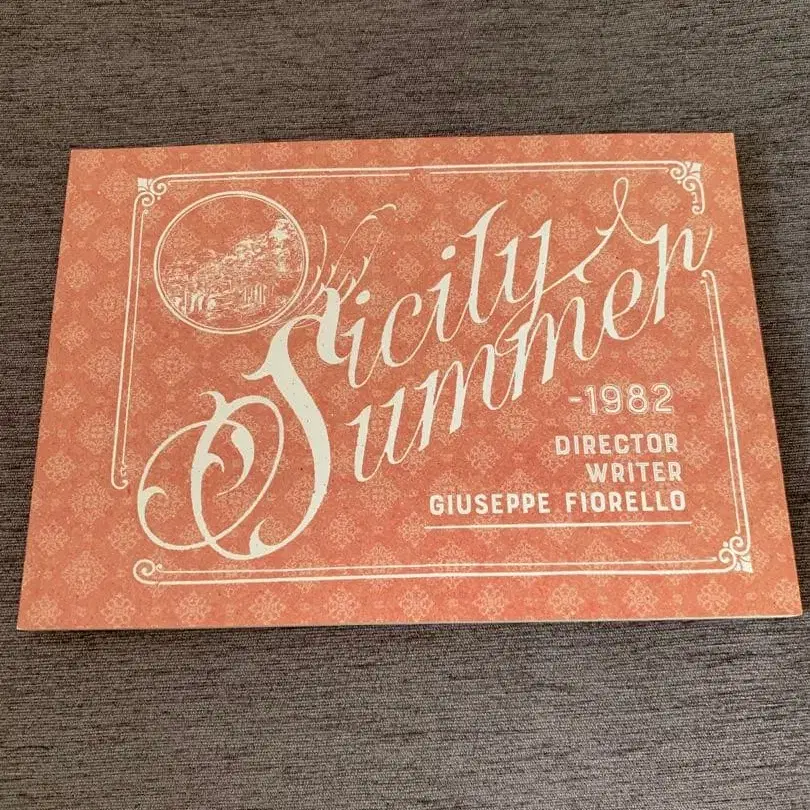 Sicily
Summer
-1982
DIRECTOR
WRITER
GIUSEPPE FIORELLO